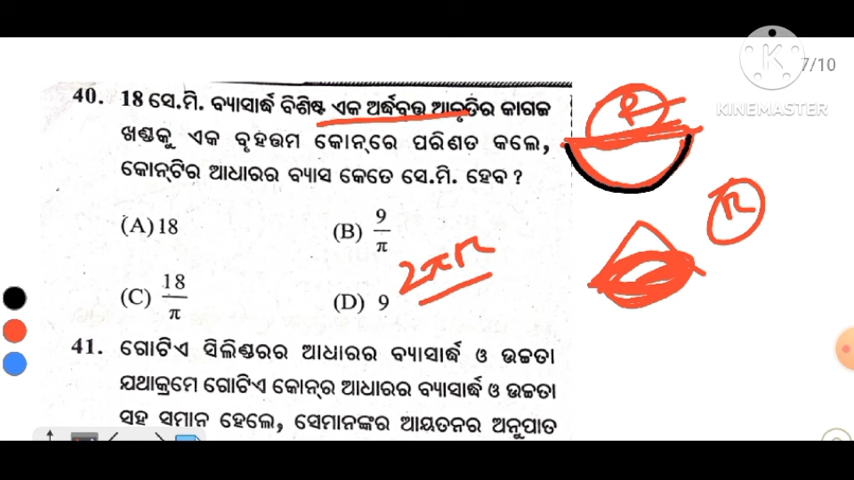 7/10
KINEMASTER
40. 18 ସେ.ମି. ବ୍ୟାସାର୍ଦ୍ଧ ବିଶିଷ୍ଟ ଏକ ଅର୍ଦ୍ଧବୃତ୍ତ ଆକୃତିର କାଗଜ
ଖଣ୍ଡକୁ ଏକ ବୃହତ୍ତମ କୋନ୍‌ରେ ପରିଣତ କଲେ,
କୋନ୍‌ଟିର ଆଧାରର ବ୍ୟାସ କେତେ ସେ.ମି. ହେବ ?
(A) 18 (B) 9/π
2πr
(C) 18/π (D) 9
41. ଗୋଟିଏ ସିଲିଣ୍ଡରର ଆଧାରର ବ୍ୟାସାର୍ଦ୍ଧ ଓ ଉଚ୍ଚତା
ଯଥାକ୍ରମେ ଗୋଟିଏ କୋନ୍‌ର ଆଧାରର ବ୍ୟାସାର୍ଦ୍ଧ ଓ ଉଚ୍ଚତା
ସହ ସମାନ ହେଲେ, ସେମାନଙ୍କର ଆୟତନର ଅନୁପାତ